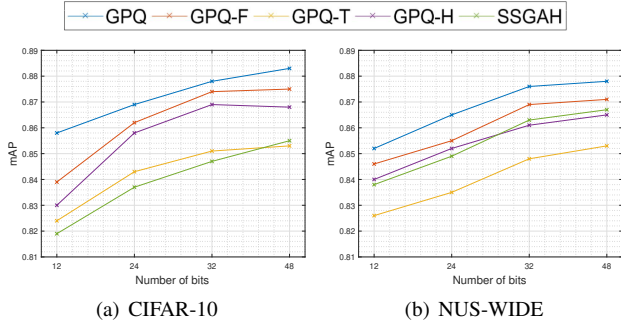 GPQ GPQ-F GPQ-T GPQ-H SSGAH
0.89
0.88
0.87
0.86
0.85
0.84
0.83
0.82
0.81
mAP
12 24 32 48
Number of bits
(a) CIFAR-10
0.89
0.88
0.87
0.86
0.85
0.84
0.83
0.82
0.81
mAP
12 24 32 48
Number of bits
(b) NUS-WIDE